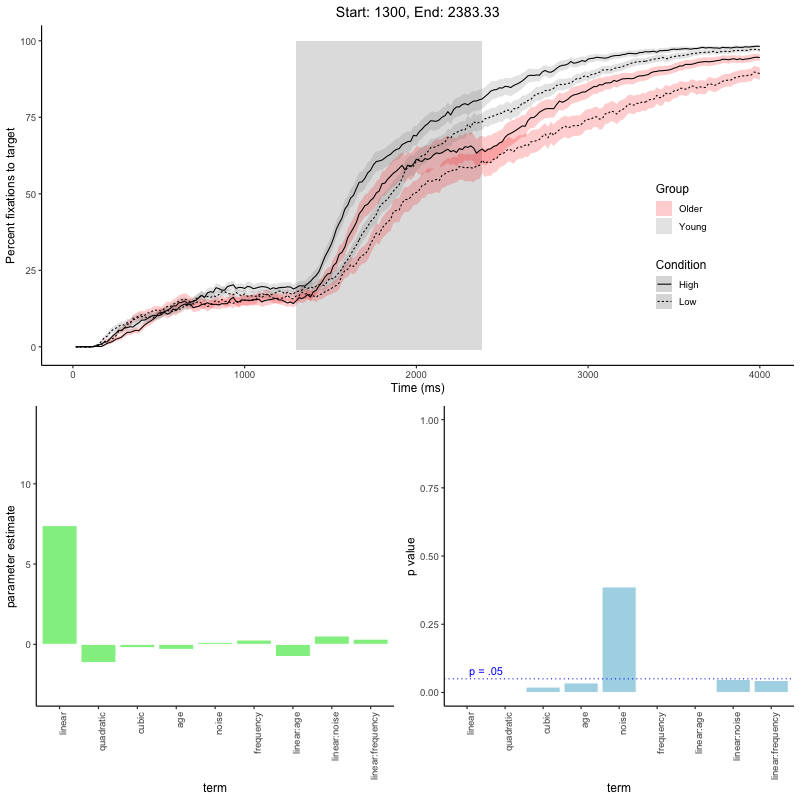 Start: 1300, End: 2383.33
Percent fixations to target
100
75
50
25
0
0
1000
2000
3000
4000
Time (ms)
Group
Older
Young
Condition
High
Low
parameter estimate
10
5
0
linear
quadratic
cubic
age
noise
frequency
linear:age
linear:noise
linear:frequency
term
p value
1.00
0.75
0.50
0.25
0.00
p = .05
linear
quadratic
cubic
age
noise
frequency
linear:age
linear:noise
linear:frequency
term